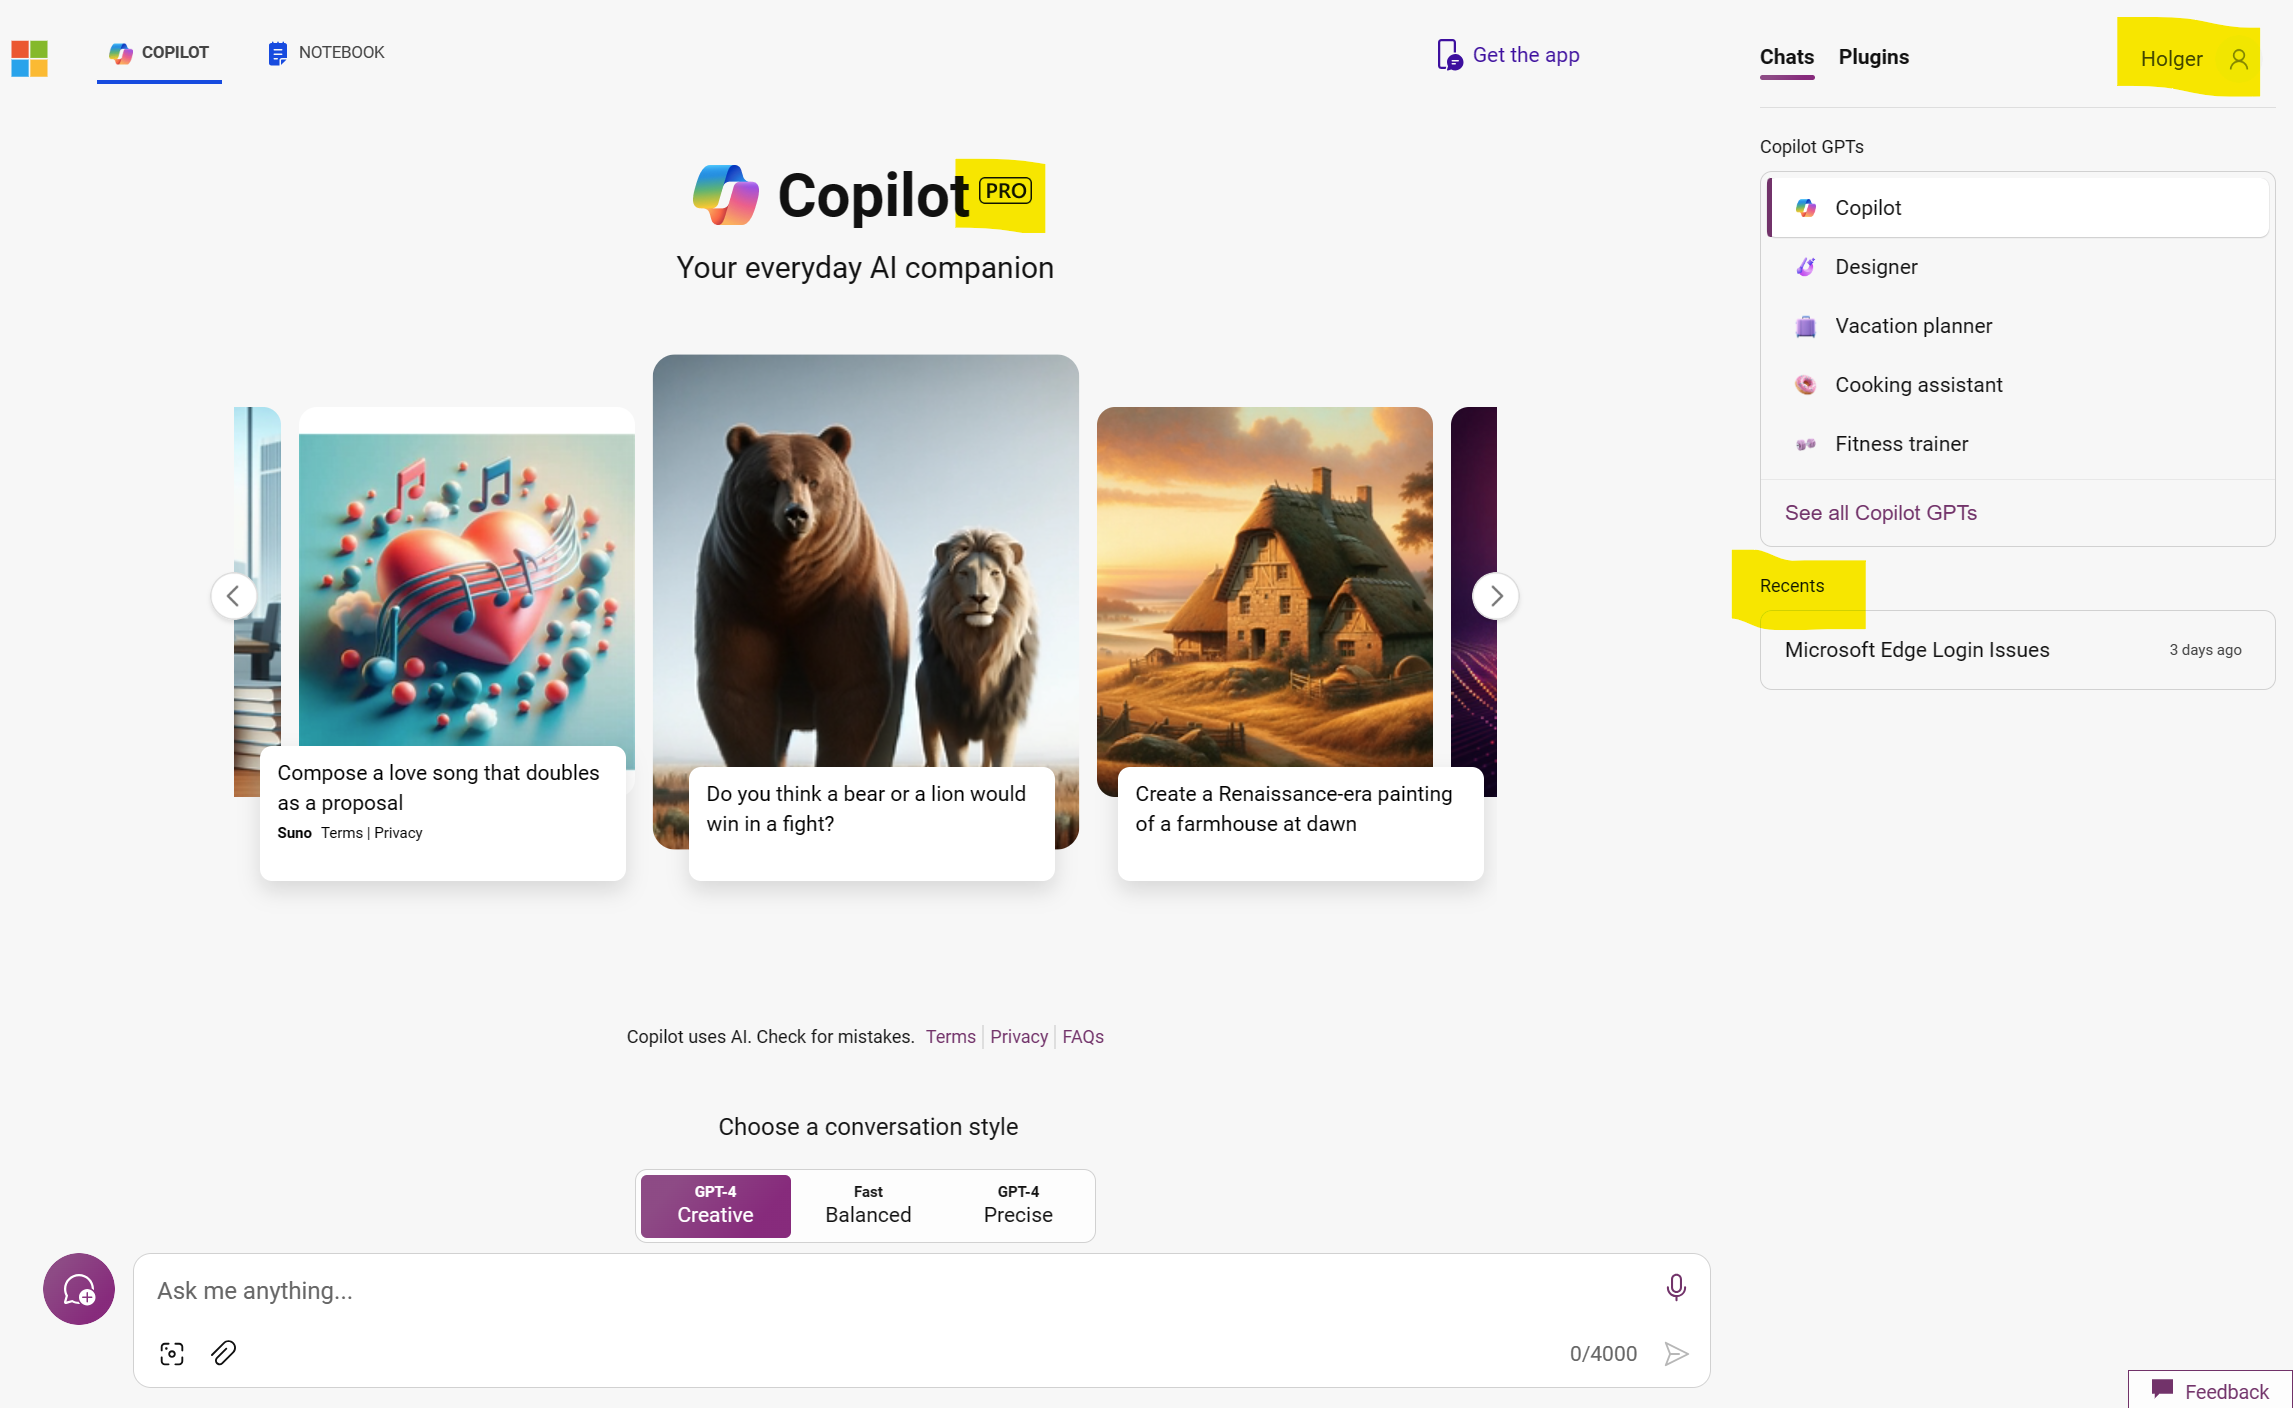 COPILOT
NOTEBOOK
Get the app
Chats
Plugins
Holger
Copilot PRO
Your everyday AI companion
Compose a love song that doubles
as a proposal
Suno Terms | Privacy
Do you think a bear or a lion would
win in a fight?
Create a Renaissance-era painting
of a farmhouse at dawn
Copilot uses AI. Check for mistakes. Terms Privacy FAQs
Choose a conversation style
GPT-4
Creative
Fast
Balanced
GPT-4
Precise
Ask me anything...
0/4000
Copilot GPTs
Copilot
Designer
Vacation planner
Cooking assistant
Fitness trainer
See all Copilot GPTs
Recents
Microsoft Edge Login Issues
3 days ago
Feedback